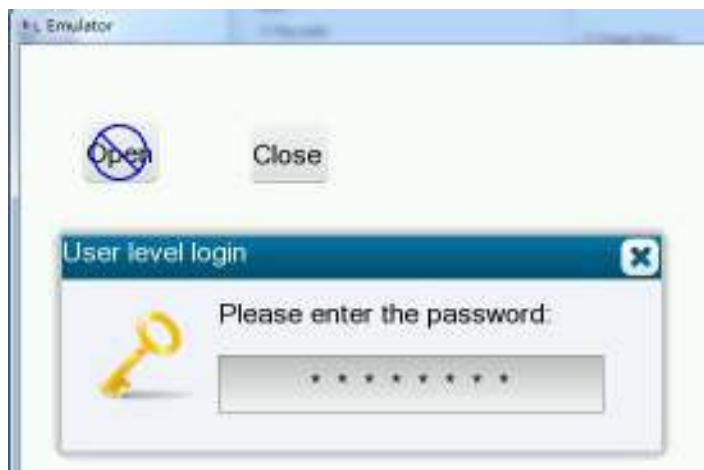 Emulator
Open
Close
User level login
Please enter the password:
* * * * * * * *